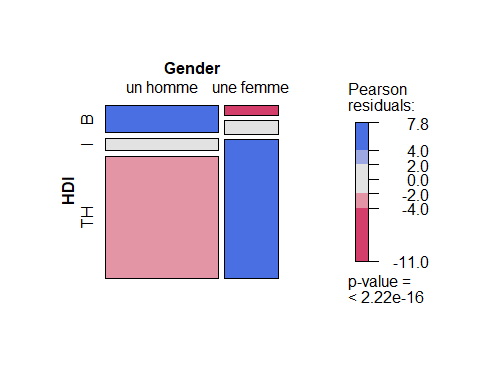 Gender
un homme une femme
HDI
B
I
TH
Pearson
residuals:
7.8
4.0
2.0
0.0
-2.0
-4.0
-11.0
p-value =
< 2.22e-16